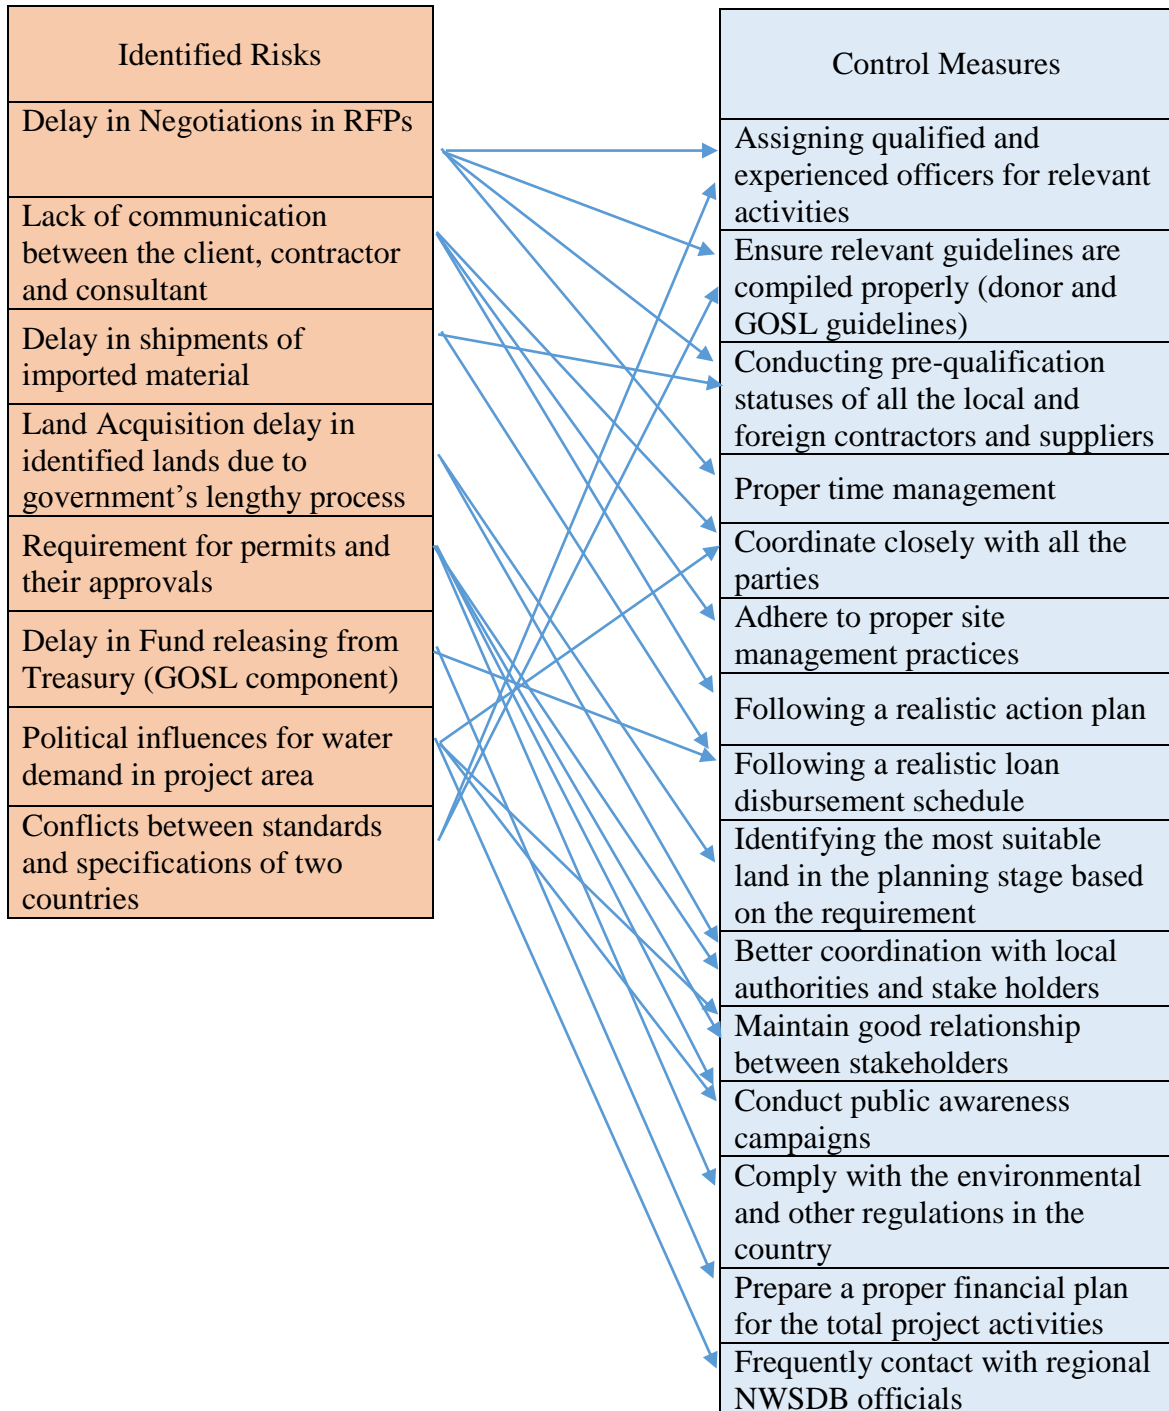 Identified Risks
Delay in Negotiations in RFPs
Lack of communication
between the client, contractor
and consultant
Delay in shipments of
imported material
Land Acquisition delay in
identified lands due to
government’s lengthy process
Requirement for permits and
their approvals
Delay in Fund releasing from
Treasury (GOSL component)
Political influences for water
demand in project area
Conflicts between standards
and specifications of two
countries
Control Measures
Assigning qualified and
experienced officers for relevant
activities
Ensure relevant guidelines are
compiled properly (donor and
GOSL guidelines)
Conducting pre-qualification
statuses of all the local and
foreign contractors and suppliers
Proper time management
Coordinate closely with all the
parties
Adhere to proper site
management practices
Following a realistic action plan
Following a realistic loan
disbursement schedule
Identifying the most suitable
land in the planning stage based
on the requirement
Better coordination with local
authorities and stake holders
Maintain good relationship
between stakeholders
Conduct public awareness
campaigns
Comply with the environmental
and other regulations in the
country
Prepare a proper financial plan
for the total project activities
Frequently contact with regional
NWSDB officials